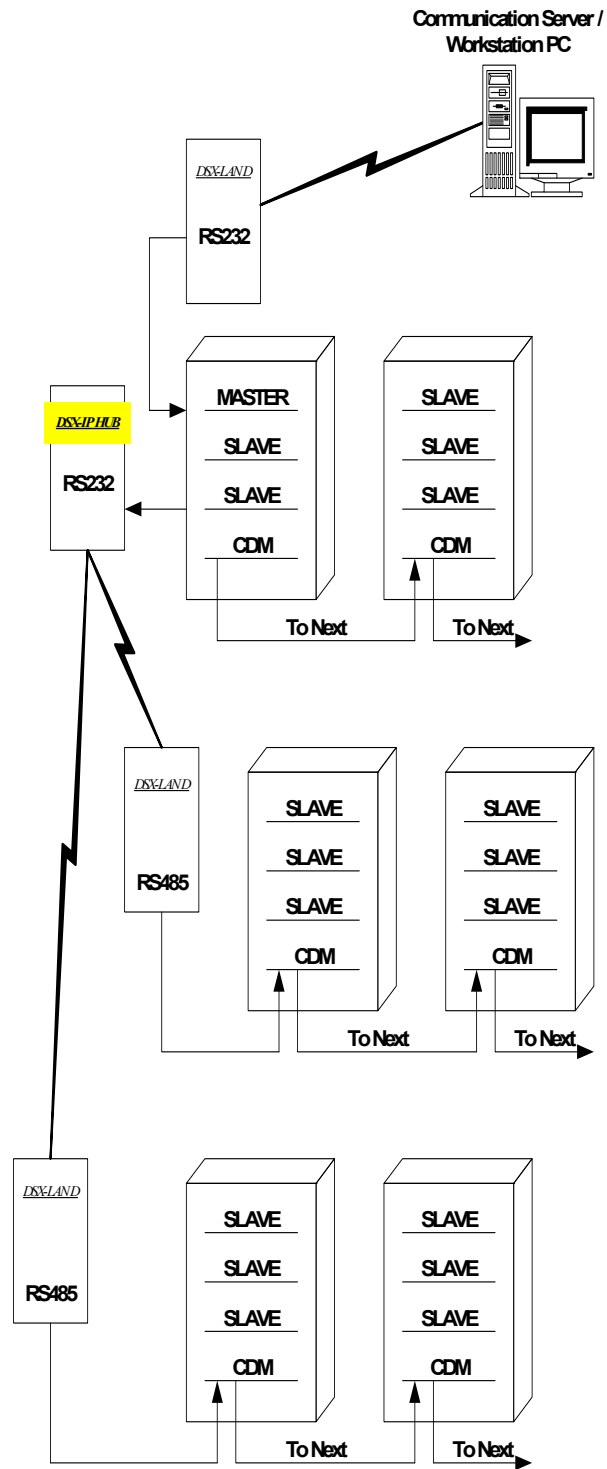 Communication Server /
Workstation PC
DSX-LAND
RS232
MASTER
SLAVE
SLAVE
CDM
To Next
SLAVE
SLAVE
SLAVE
CDM
To Next
DSX-IP HUB
RS232
DSX-LAND
RS485
SLAVE
SLAVE
SLAVE
CDM
To Next
SLAVE
SLAVE
SLAVE
CDM
To Next
DSX-LAND
RS485
SLAVE
SLAVE
SLAVE
CDM
To Next
SLAVE
SLAVE
SLAVE
CDM
To Next